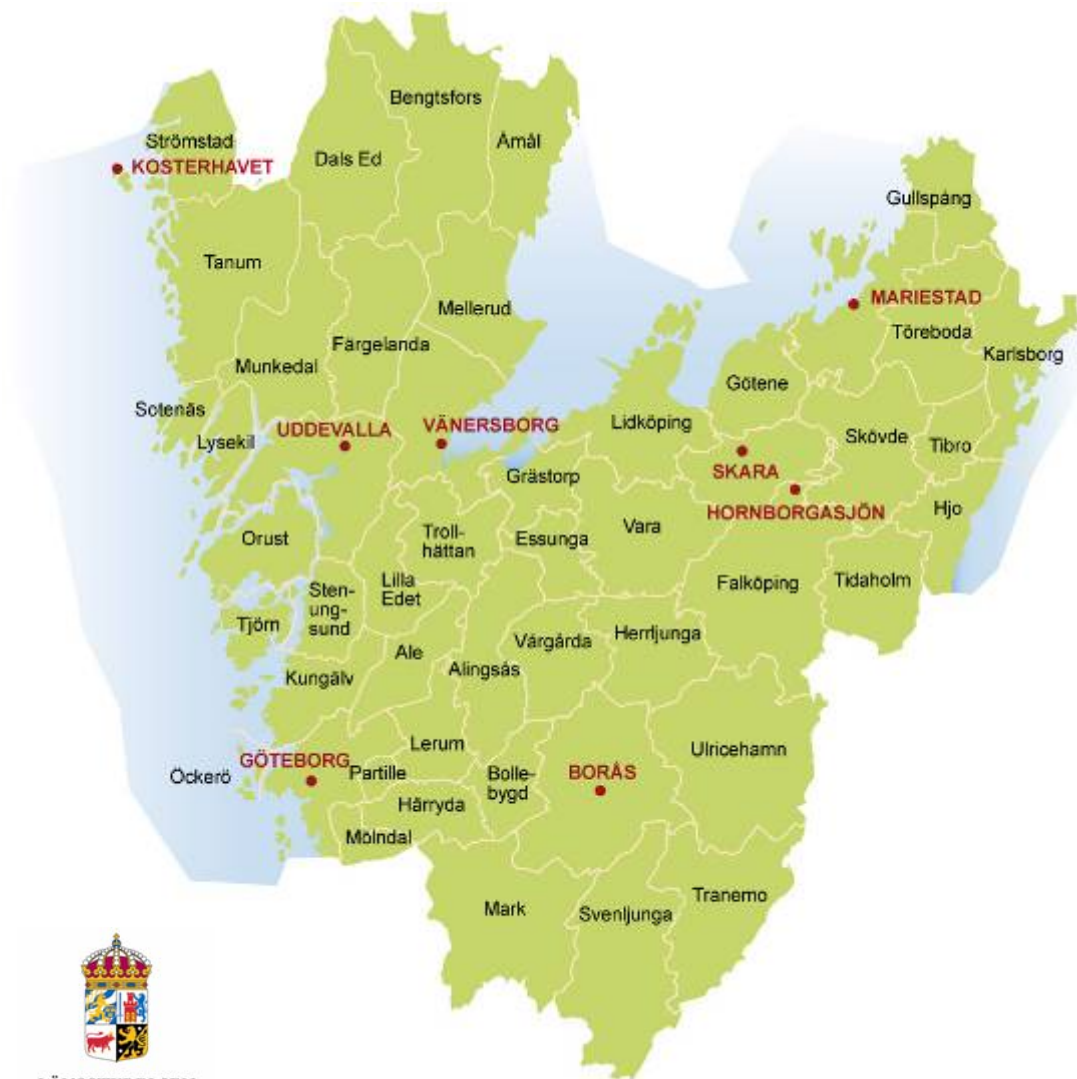 Bengtsfors
Åmål
Strömstad
Dals Ed
KOSTERHAVET
Gullspång
Tanum
MARIESTAD
Mellerud
Töreboda
Färgelanda
Karlsborg
Munkedal
Götene
Sotenäs
Lidköping
VÄNERSBORG
UDDEVALLA
Skövde
Lysekil
Tibro
SKARA
Grästorp
Hjo
HORNBORGASJÖN
Vara
Orust
Troll-
hättan
Essunga
Lilla
Edet
Falköping
Tidaholm
Sten-
ung-
sund
Tjörn
Herrljunga
Vårgårda
Ale
Alingsås
Kungälv
Lerum
Ulricehamn
GÖTEBORG
Öckerö
Partille
Bolle-
bygd
BORÅS
Härryda
Mölndal
Tranemo
Mark
Svenljunga